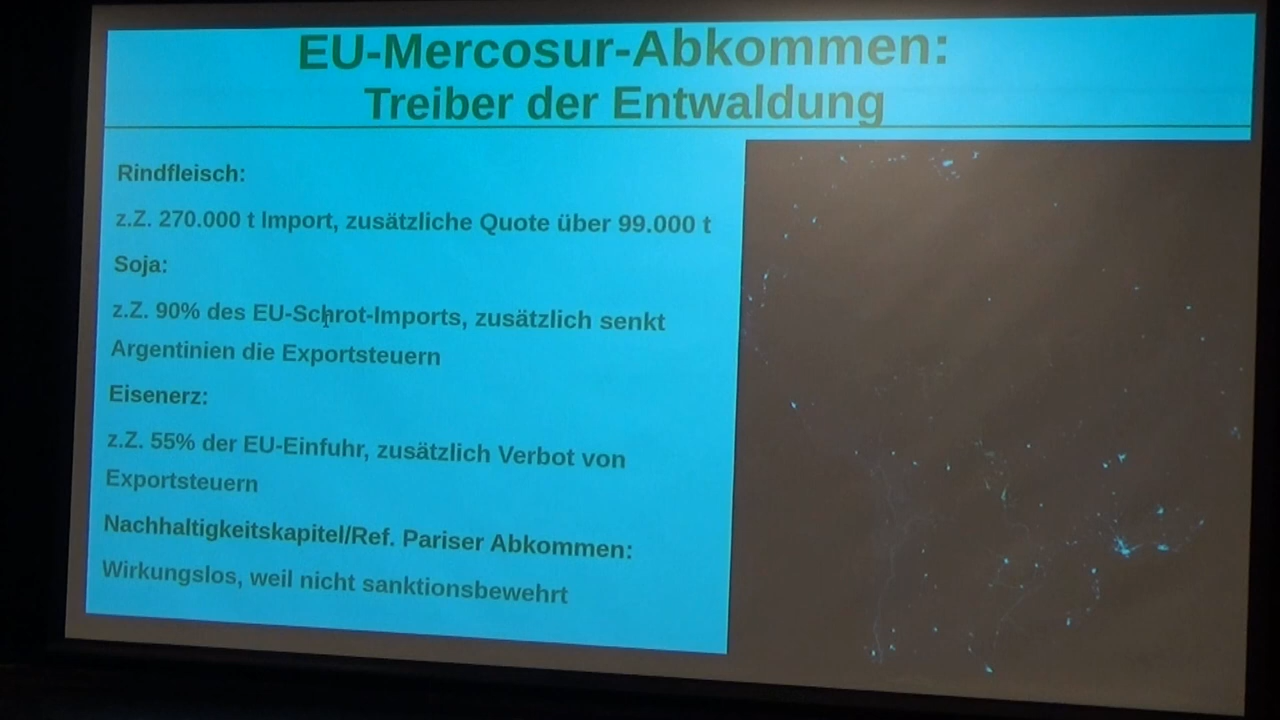 EU-Mercosur-Abkommen:
Treiber der Entwaldung
Rindfleisch:
z.Z. 270.000 t Import, zusätzliche Quote über 99.000 t
Soja:
z.Z. 90% des EU-Schrot-Imports, zusätzlich senkt
Argentinien die Exportsteuern
Eisenerz:
z.Z. 55% der EU-Einfuhr, zusätzlich Verbot von
Exportsteuern
Nachhaltigkeitskapitel/Ref. Pariser Abkommen:
Wirkungslos, weil nicht sanktionsbewehrt